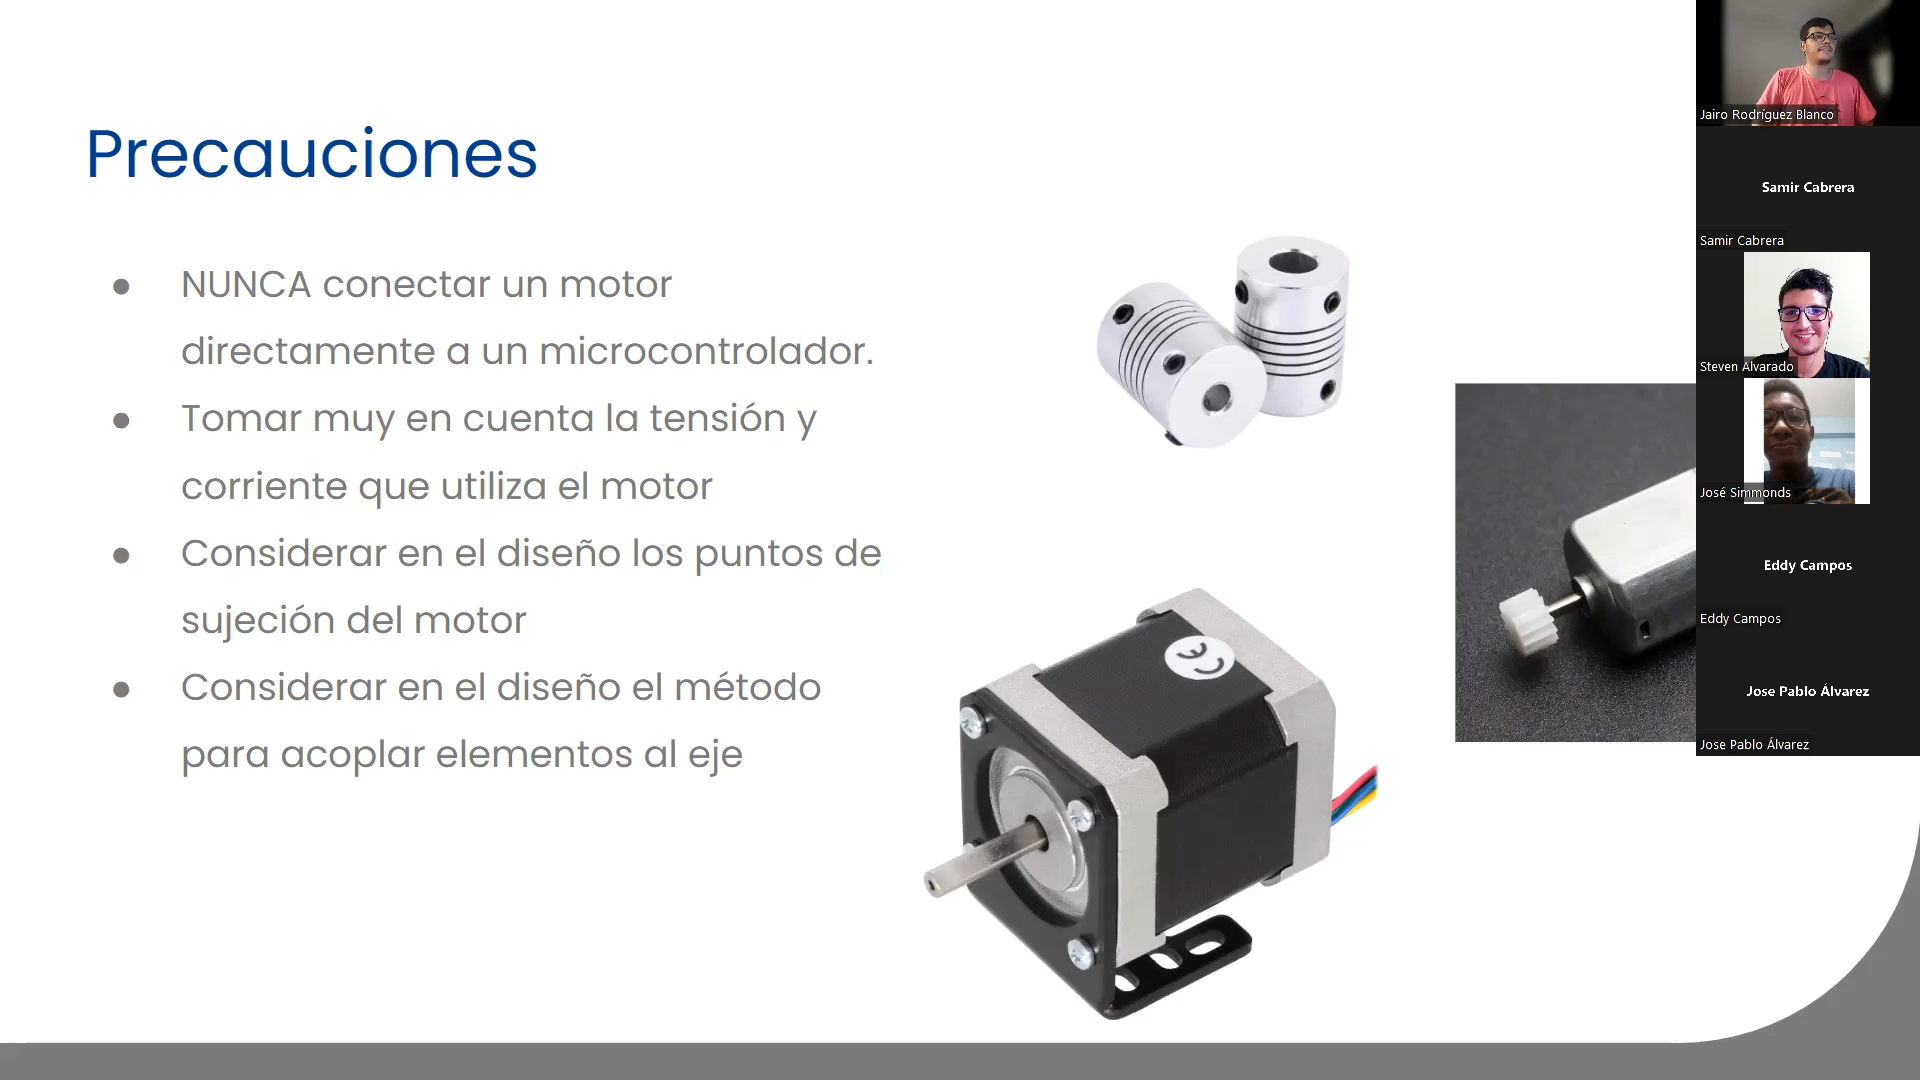 Precauciones
● NUNCA conectar un motor
directamente a un microcontrolador.
● Tomar muy en cuenta la tensión y
corriente que utiliza el motor
● Considerar en el diseño los puntos de
sujeción del motor
● Considerar en el diseño el método
para acoplar elementos al eje
CE
Jairo Rodríguez Blanco
Samir Cabrera
Samir Cabrera
Steven Alvarado
José Simmonds
Eddy Campos
Eddy Campos
Jose Pablo Álvarez
Jose Pablo Álvarez